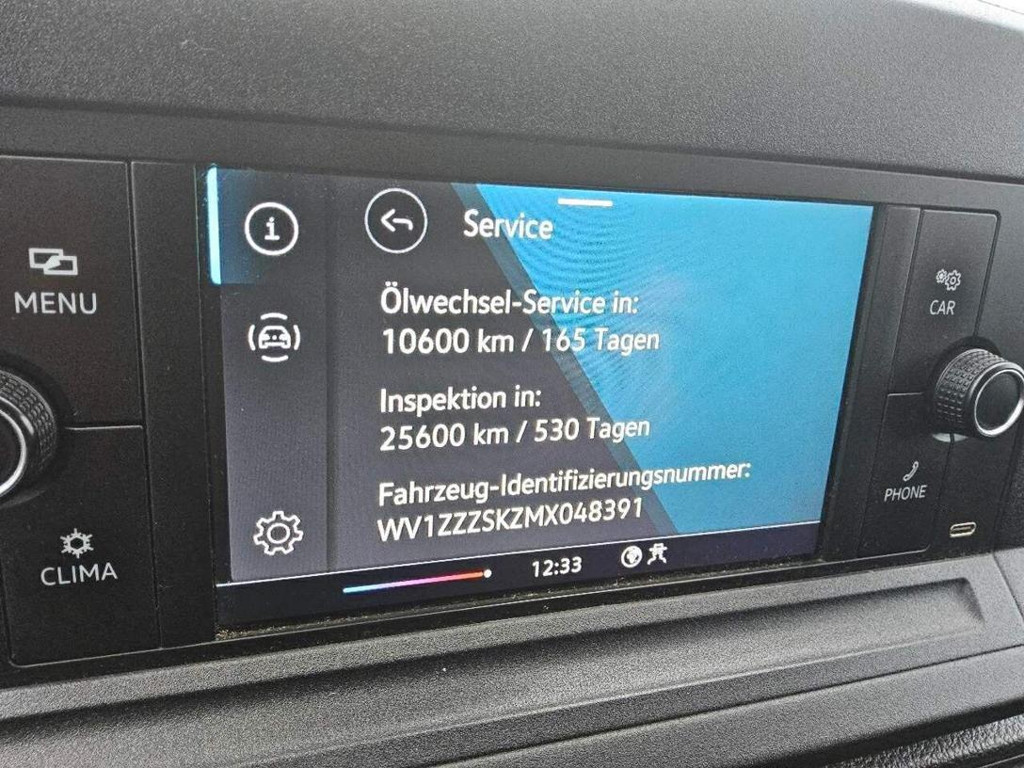 Service
MENU
Ölwechsel-Service in:
10600 km / 165 Tagen
CAR
Inspektion in:
25600 km / 530 Tagen
Fahrzeug-Identifizierungsnummer:
WV1ZZZSKZMX048391
PHONE
CLIMA
12:33